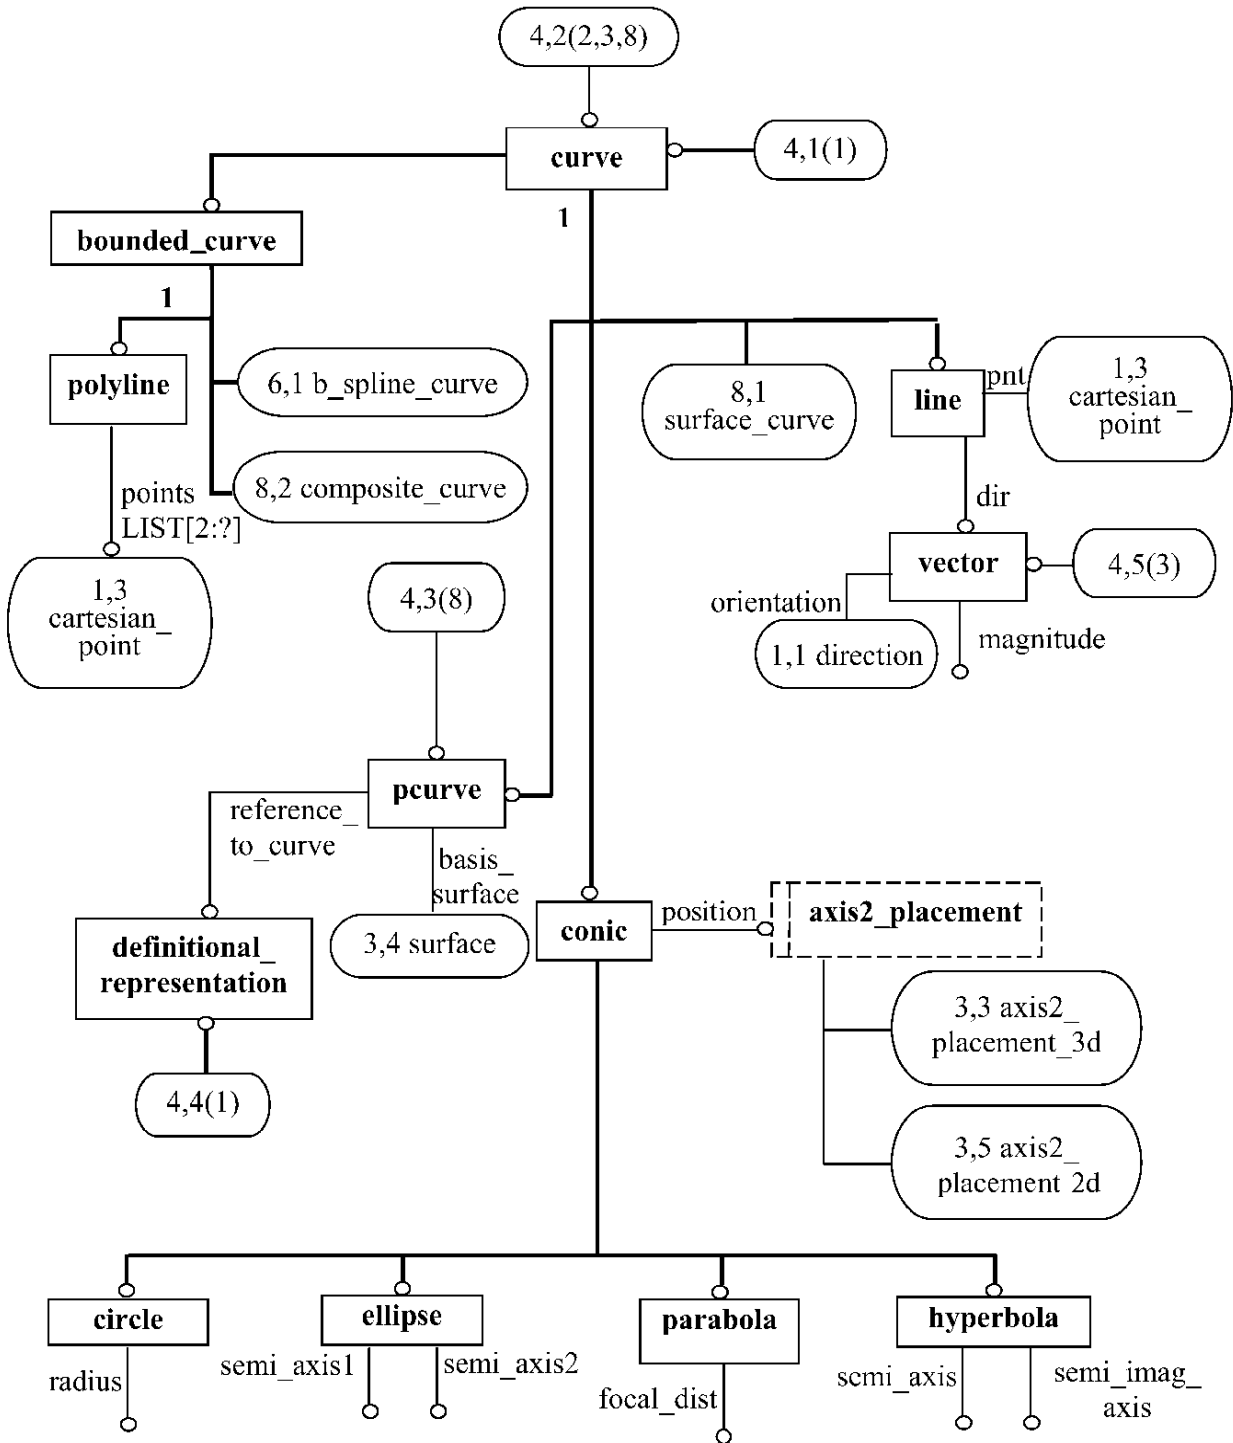 4,2(2,3,8)
curve
4,1(1)
1
bounded_curve
1
polyline
6,1 b_spline_curve
8,1
surface_curve
line
pnt
1,3
cartesian_
point
8,2 composite_curve
points
LIST[2:?]
dir
1,3
cartesian_
point
4,3(8)
vector
4,5(3)
orientation
1,1 direction
magnitude
pcurve
reference_
to_curve
basis_
surface
3,4 surface
definitional_
representation
conic
position
axis2_placement
3,3 axis2_
placement_3d
4,4(1)
3,5 axis2_
placement 2d
circle
ellipse
parabola
hyperbola
radius
semi_axis1
semi_axis2
focal_dist
semi_axis
semi_imag_
axis